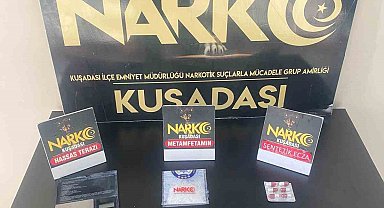 NARKO
KUŞADASI İLÇE EMNİYET MÜDÜRLÜĞÜ NARKOTİK SUÇLARLA MÜCADELE GRUP AMİRLİĞİ
KUŞADASI
NARKO
KUŞADASI
HASSAS TERAZİ
NARKO
KUŞADASI
METAMFETAMİN
NARKO
KUŞADASI
SENTETİK ECZA
NARKO